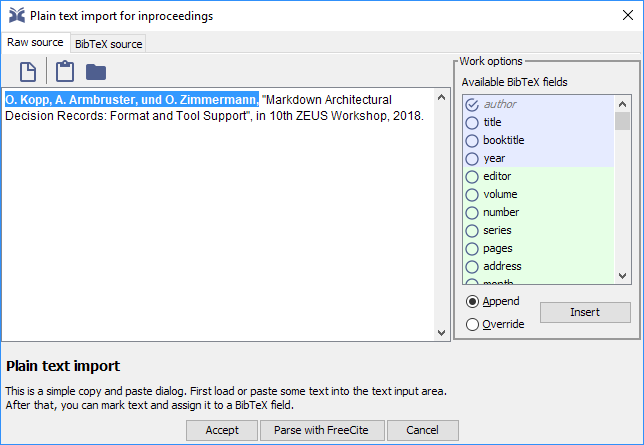 Plain text import for inproceedings
Raw source
BibTeX source
O. Kopp, A. Armbruster, und O. Zimmermann, "Markdown Architectural
Decision Records: Format and Tool Support", in 10th ZEUS Workshop, 2018.
Work options
Available BibTeX fields
author
title
booktitle
year
editor
volume
number
series
pages
address
month
Append
Override
Insert
Plain text import
This is a simple copy and paste dialog. First load or paste some text into the text input area.
After that, you can mark text and assign it to a BibTeX field.
Accept
Parse with FreeCite
Cancel